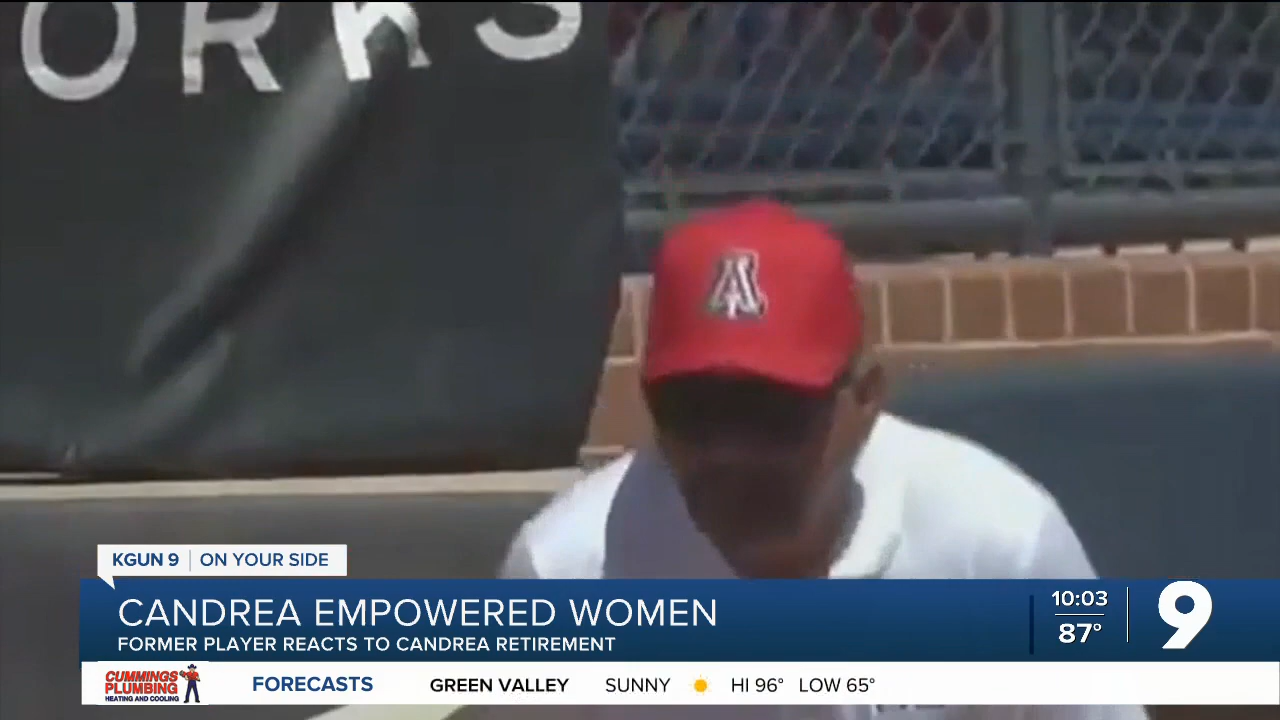 ORKS
A
KGUN 9 | ON YOUR SIDE
CANDREA EMPOWERED WOMEN
FORMER PLAYER REACTS TO CANDREA RETIREMENT
10:03
87°
9
CUMMINGS
PLUMBING
HEATING AND COOLING
FORECASTS GREEN VALLEY SUNNY HI 96° LOW 65°